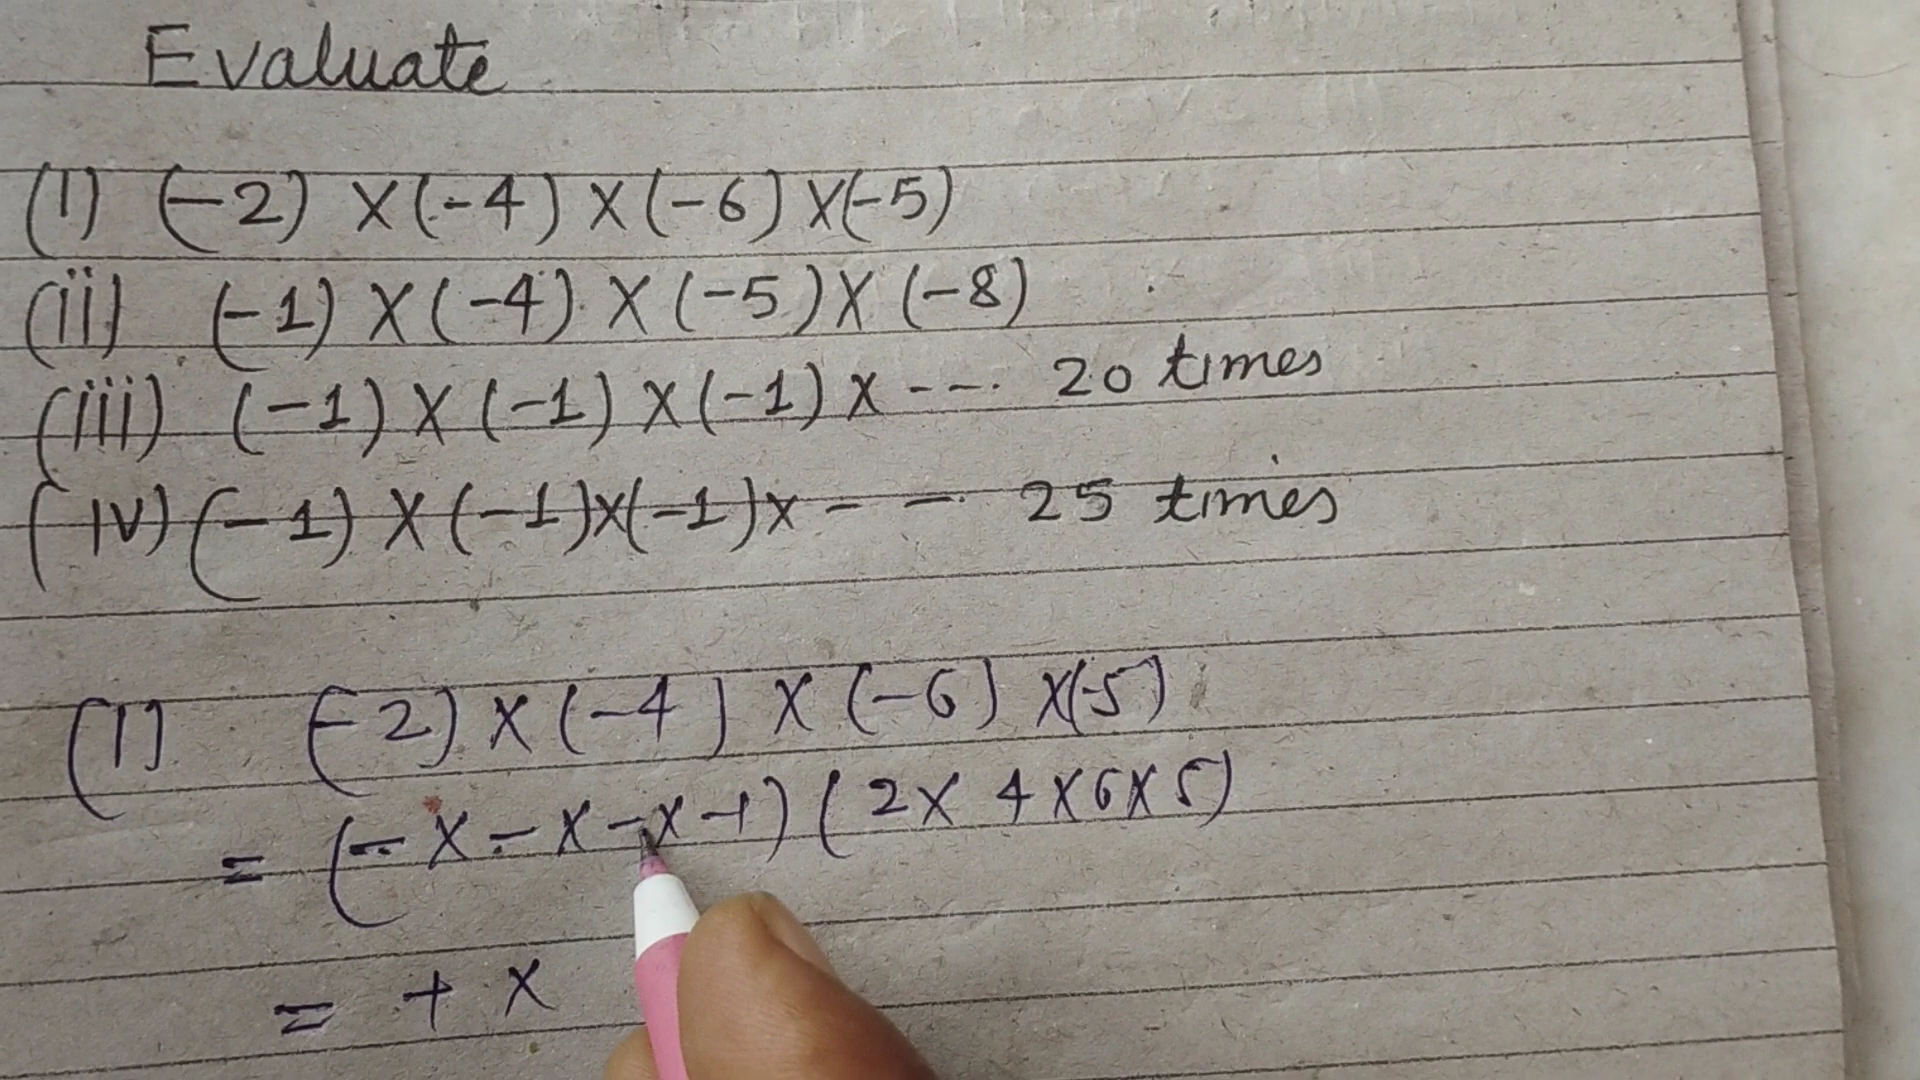 Evaluate
(i) (-2) × (-4) × (-6) × (-5)
(ii) (-1) × (-4) × (-5) × (-8)
(iii) (-1) × (-1) × (-1) × --- 20 times
(iv) (-1) × (-1) × (-1) × - - 25 times
(i) (-2) × (-4) × (-6) × (-5)
= (- × - × - × -1) (2 × 4 × 6 × 5)
= + ×